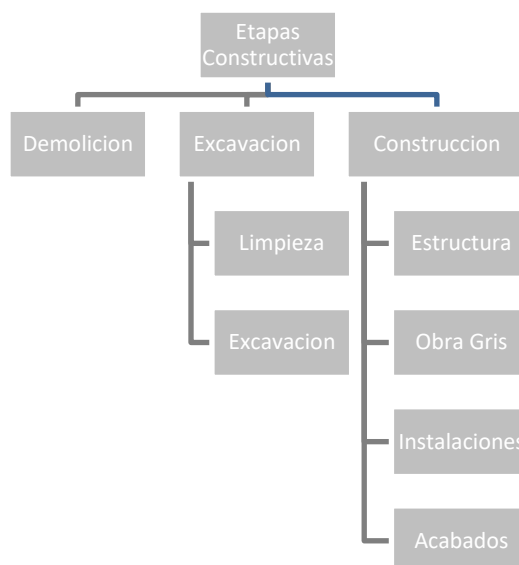 Etapas
Constructivas
Demolicion
Excavacion
Construccion
Limpieza
Estructura
Excavacion
Obra Gris
Instalaciones
Acabados